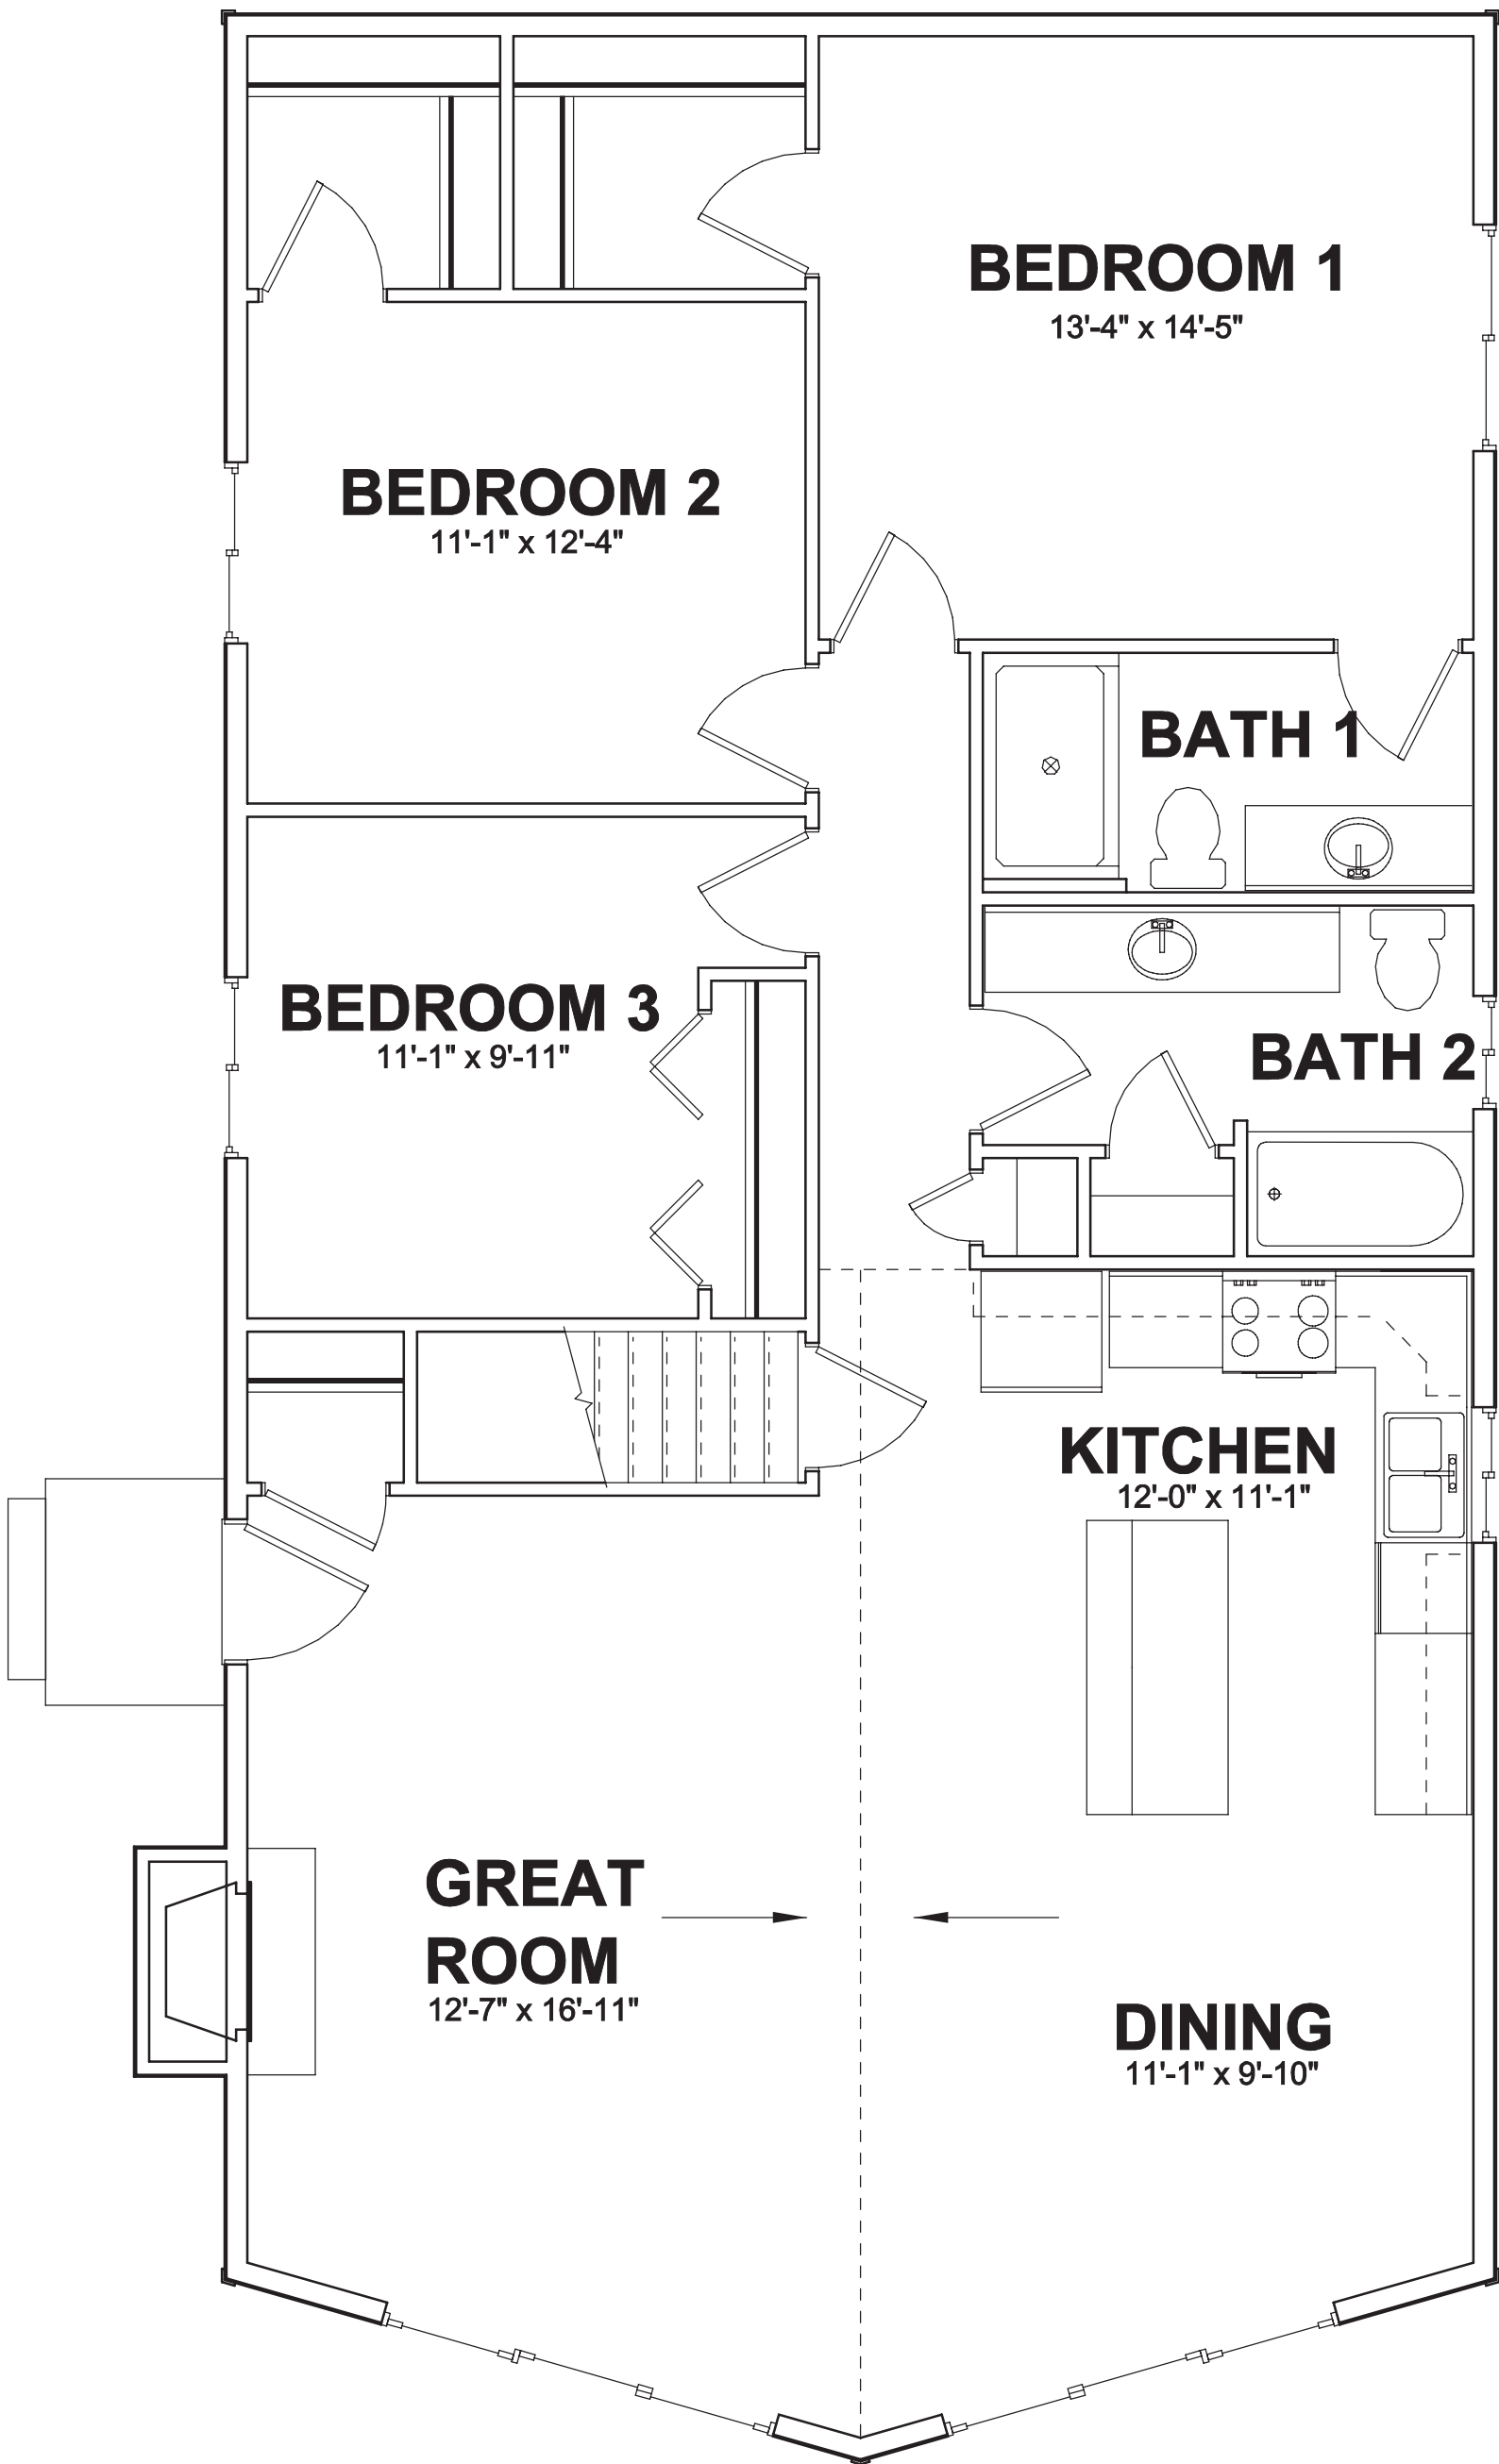 BEDROOM 1
13'-4" x 14'-5"
BEDROOM 2
11'-1" x 12'-4"
BATH 1
BEDROOM 3
11'-1" x 9'-11"
BATH 2
KITCHEN
12'-0" x 11'-1"
GREAT
ROOM
12'-7" x 16'-11"
DINING
11'-1" x 9'-10"